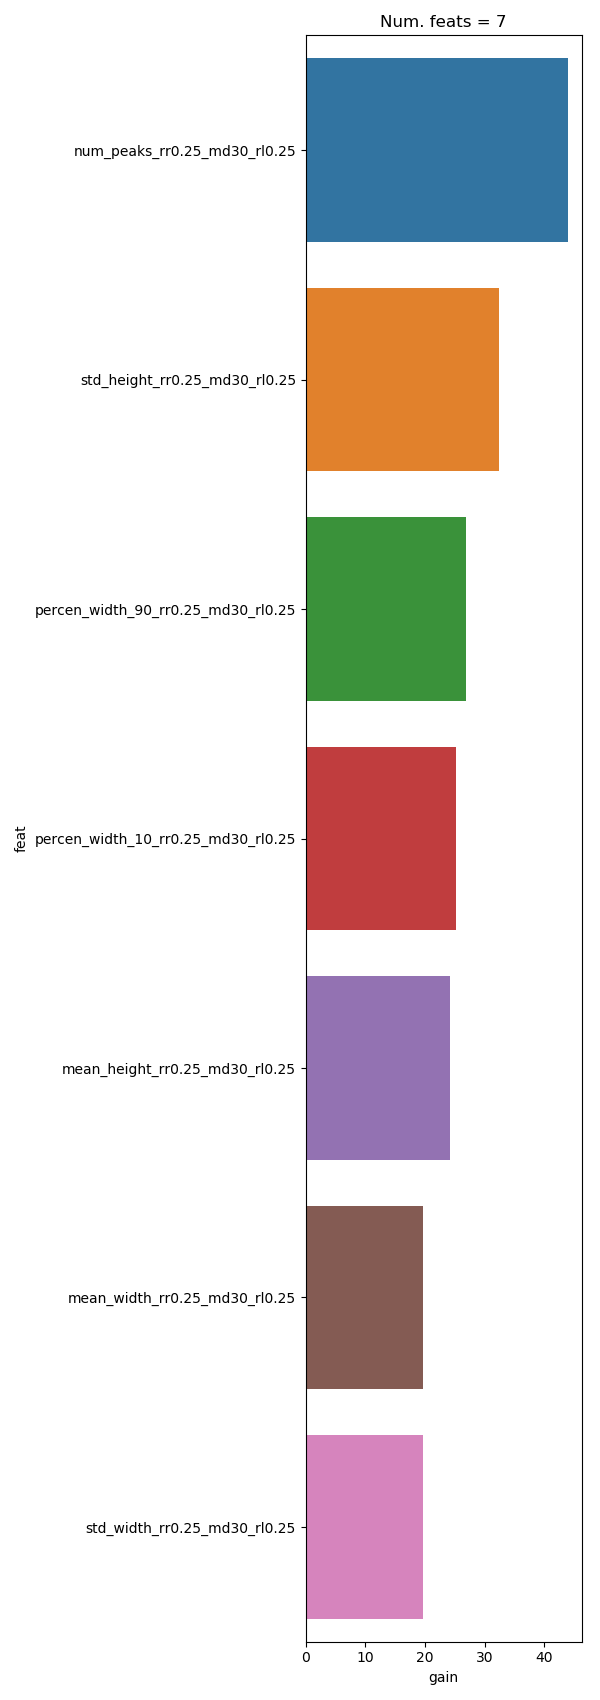 Num. feats = 7
num_peaks_rr0.25_md30_rl0.25
std_height_rr0.25_md30_rl0.25
percen_width_90_rr0.25_md30_rl0.25
percen_width_10_rr0.25_md30_rl0.25
mean_height_rr0.25_md30_rl0.25
mean_width_rr0.25_md30_rl0.25
std_width_rr0.25_md30_rl0.25
feat
0 10 20 30 40
gain